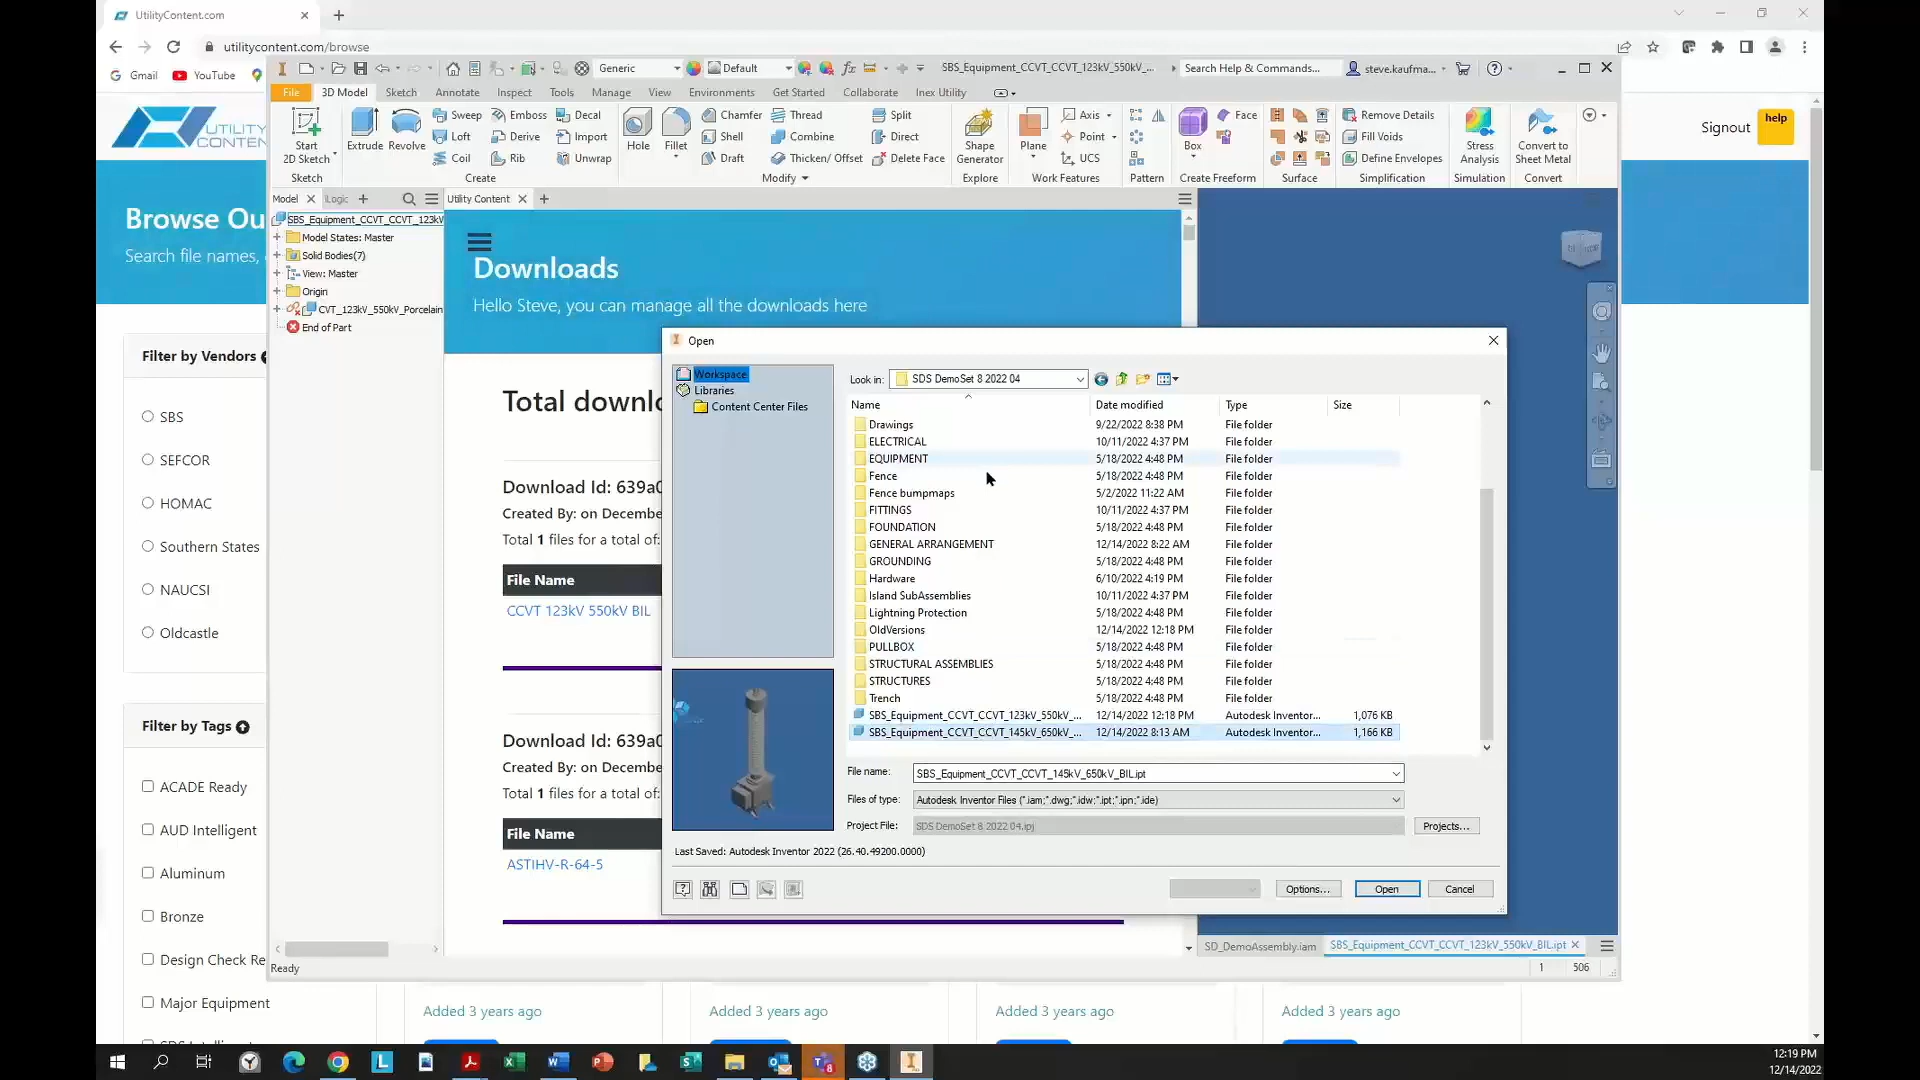 UtilityContent.com
utilitycontent.com/browse
Gmail YouTube
Generic Default SBS_Equipment_CCVT_CCVT_123kV_550kV_... Search Help & Commands... steve.kaufma...
File 3D Model Sketch Annotate Inspect Tools Manage View Environments Get Started Collaborate Inex Utility
Start 2D Sketch Extrude Revolve Sweep Emboss Decal Hole Fillet Chamfer Thread Split Shape Generator Plane Axis Box Face Remove Details Stress Analysis Convert to Sheet Metal
Loft Derive Import Shell Combine Direct Point Fill Voids
Coil Rib Unwrap Draft Thicken/ Offset Delete Face UCS Define Envelopes
Sketch Create Modify Explore Work Features Pattern Create Freeform Surface Simplification Simulation Convert
UTILITY
CONTEN
Signout help
Model iLogic Utility Content
SBS_Equipment_CCVT_CCVT_123kV
Model States: Master
Solid Bodies(7)
View: Master
Origin
CVT_123kV_550kV_Porcelain
End of Part
Browse Ou
Search file names,
Downloads
Hello Steve, you can manage all the downloads here
Filter by Vendors
SBS
SEFCOR
HOMAC
Southern States
NAUCSI
Oldcastle
Filter by Tags
ACADE Ready
AUD Intelligent
Aluminum
Bronze
Design Check Re
Major Equipment
Total downlo
Download Id: 639a0
Created By: on Decembe
Total 1 files for a total of:
File Name
CCVT 123kV 550kV BIL
Download Id: 639a0
Created By: on Decembe
Total 1 files for a total of:
File Name
ASTIHV-R-64-5
Open
Workspace
Libraries
Content Center Files
Look in: SDS DemoSet 8 2022 04
Name Date modified Type Size
Drawings 9/22/2022 8:38 PM File folder
ELECTRICAL 10/11/2022 4:37 PM File folder
EQUIPMENT 5/18/2022 4:48 PM File folder
Fence 5/18/2022 4:48 PM File folder
Fence bumpmaps 5/2/2022 11:22 AM File folder
FITTINGS 10/11/2022 4:37 PM File folder
FOUNDATION 5/18/2022 4:48 PM File folder
GENERAL ARRANGEMENT 12/14/2022 8:22 AM File folder
GROUNDING 5/18/2022 4:48 PM File folder
Hardware 6/10/2022 4:19 PM File folder
Island SubAssemblies 10/11/2022 4:37 PM File folder
Lightning Protection 5/18/2022 4:48 PM File folder
OldVersions 12/14/2022 12:18 PM File folder
PULLBOX 5/18/2022 4:48 PM File folder
STRUCTURAL ASSEMBLIES 5/18/2022 4:48 PM File folder
STRUCTURES 5/18/2022 4:48 PM File folder
Trench 5/18/2022 4:48 PM File folder
SBS_Equipment_CCVT_CCVT_123kV_550kV_... 12/14/2022 12:18 PM Autodesk Inventor... 1,076 KB
SBS_Equipment_CCVT_CCVT_145kV_650kV_... 12/14/2022 8:13 AM Autodesk Inventor... 1,166 KB
File name: SBS_Equipment_CCVT_CCVT_145kV_650kV_BIL.ipt
Files of type: Autodesk Inventor Files (*.iam;*.dwg;*.idw;*.ipt;*.ipn;*.ide)
Project File: SDS DemoSet 8 2022 04.ipj Projects...
Last Saved: Autodesk Inventor 2022 (26.40.49200.0000)
Options... Open Cancel
SD_DemoAssembly.iam SBS_Equipment_CCVT_CCVT_123kV_550kV_BIL.ipt
Ready 1 506
Added 3 years ago Added 3 years ago Added 3 years ago Added 3 years ago
12:19 PM
12/14/2022